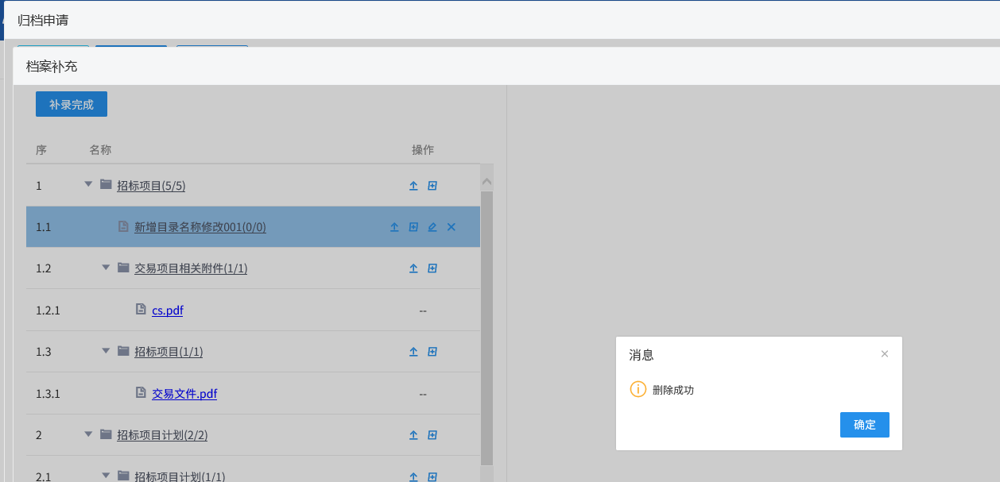 归档申请
档案补充
补录完成
序 名称 操作
1 招标项目(5/5)
1.1 新增目录名称修改001(0/0)
1.2 交易项目相关附件(1/1)
1.2.1 cs.pdf --
1.3 招标项目(1/1)
1.3.1 交易文件.pdf --
2 招标项目计划(2/2)
2.1 招标项目计划(1/1)
消息
删除成功
确定